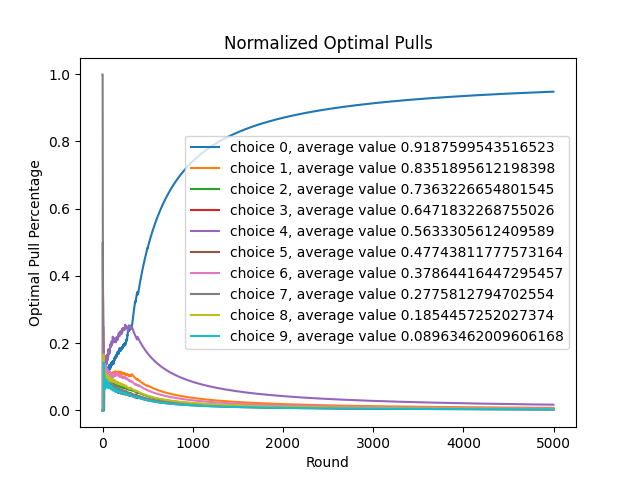 Normalized Optimal Pulls
1.0
0.8
0.6
0.4
0.2
0.0
Optimal Pull Percentage
choice 0, average value 0.9187599543516523
choice 1, average value 0.8351895612198398
choice 2, average value 0.7363226654801545
choice 3, average value 0.6471832268755026
choice 4, average value 0.5633305612409589
choice 5, average value 0.47743811777573164
choice 6, average value 0.37864416447295457
choice 7, average value 0.2775812794702554
choice 8, average value 0.1854457252027374
choice 9, average value 0.08963462009606168
0 1000 2000 3000 4000 5000
Round